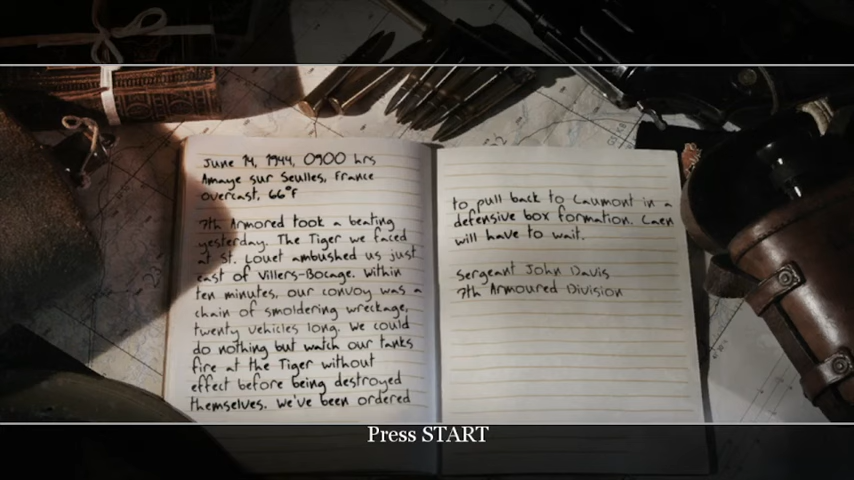 June 14, 1944, 0900 hrs
Amaye sur Seulles, France
Overcast, 66°F
7th Armored took a beating
yesterday. The Tiger we faced
at St. Louet ambushed us just
east of Villers-Bocage. Within
ten minutes, our convoy was a
chain of smoldering wreckage,
twenty vehicles long. We could
do nothing but watch our tanks
fire at the Tiger without
effect before being destroyed
themselves. We've been ordered
to pull back to Caumont in a
defensive box formation. Caen
will have to wait.
Sergeant John Davis
7th Armoured Division
Press START